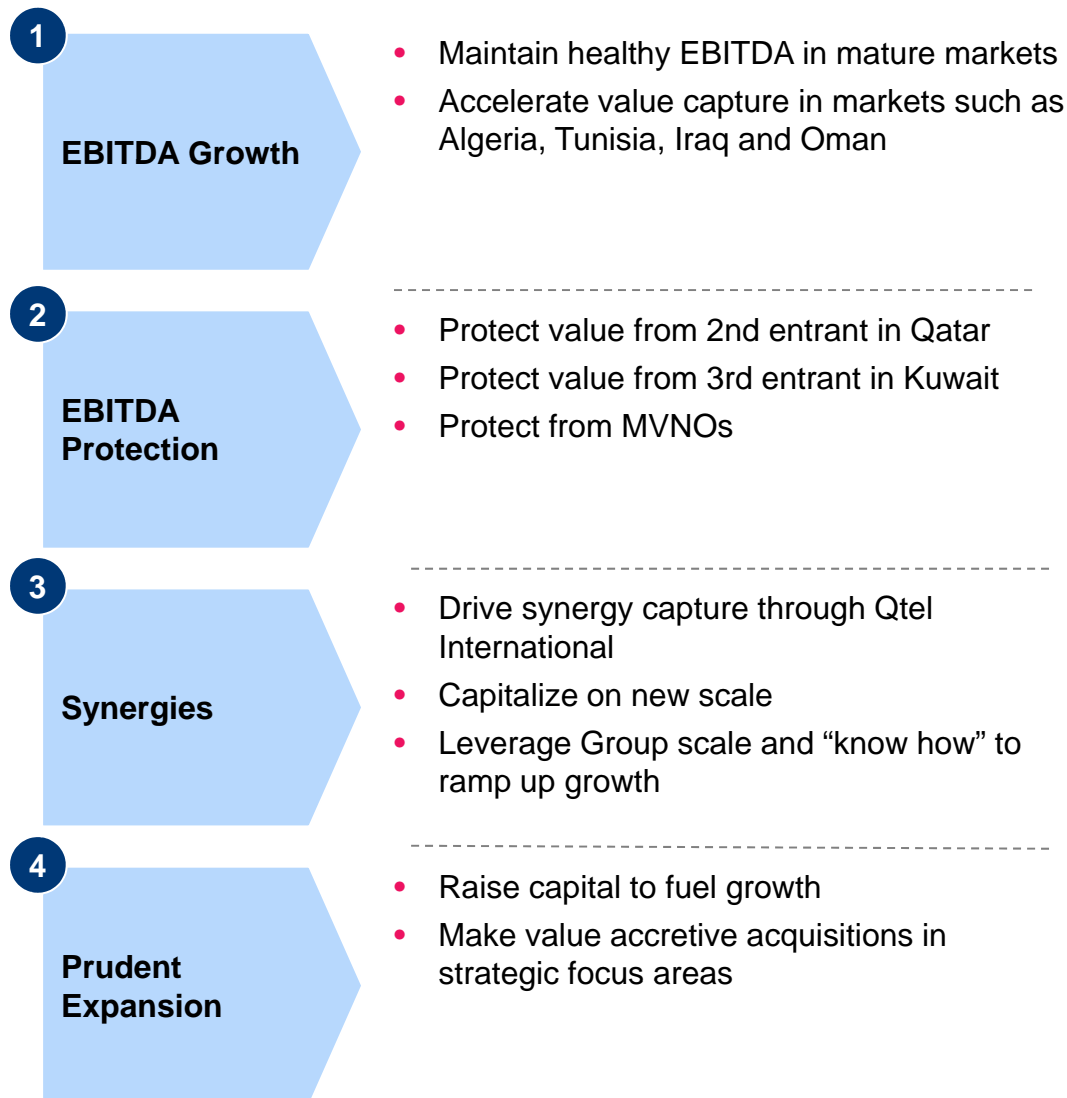 1
EBITDA Growth
• Maintain healthy EBITDA in mature markets
• Accelerate value capture in markets such as
Algeria, Tunisia, Iraq and Oman
2
EBITDA
Protection
• Protect value from 2nd entrant in Qatar
• Protect value from 3rd entrant in Kuwait
• Protect from MVNOs
3
Synergies
• Drive synergy capture through Qtel
International
• Capitalize on new scale
• Leverage Group scale and “know how” to
ramp up growth
4
Prudent
Expansion
• Raise capital to fuel growth
• Make value accretive acquisitions in
strategic focus areas